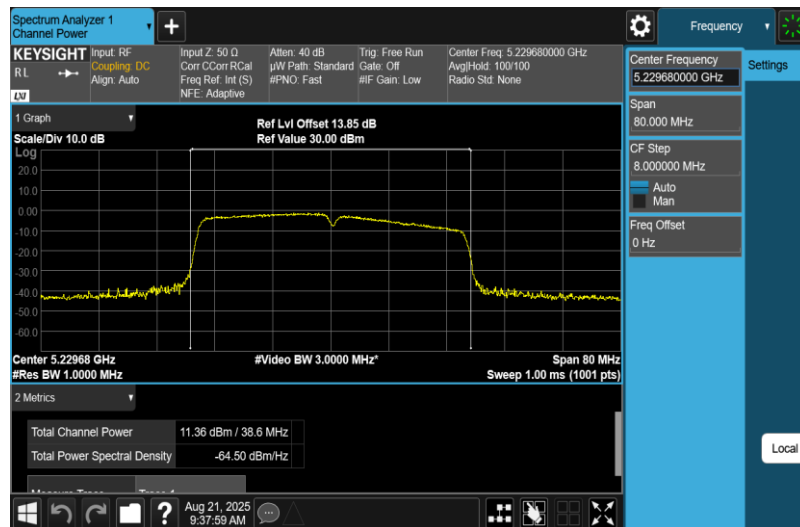 Spectrum Analyzer 1
Channel Power
+
Frequency
KEYSIGHT
RL
LXI
Input: RF
Coupling: DC
Align: Auto
Input Z: 50 Ω
Corr CCorr RCal
Freq Ref: Int (S)
NFE: Adaptive
Atten: 40 dB
µW Path: Standard
#PNO: Fast
Trig: Free Run
Gate: Off
#IF Gain: Low
Center Freq: 5.229680000 GHz
Avg|Hold: 100/100
Radio Std: None
Center Frequency
5.229680000 GHz
Settings
Span
80.000 MHz
CF Step
8.000000 MHz
Auto
Man
Freq Offset
0 Hz
Local
1 Graph
Scale/Div 10.0 dB
Ref Lvl Offset 13.85 dB
Ref Value 30.00 dBm
Log
20.0
10.0
0.00
-10.0
-20.0
-30.0
-40.0
-50.0
-60.0
Center 5.22968 GHz
#Res BW 1.0000 MHz
#Video BW 3.0000 MHz*
Span 80 MHz
Sweep 1.00 ms (1001 pts)
2 Metrics
Total Channel Power 11.36 dBm / 38.6 MHz
Total Power Spectral Density -64.50 dBm/Hz
?
Aug 21, 2025
9:37:59 AM